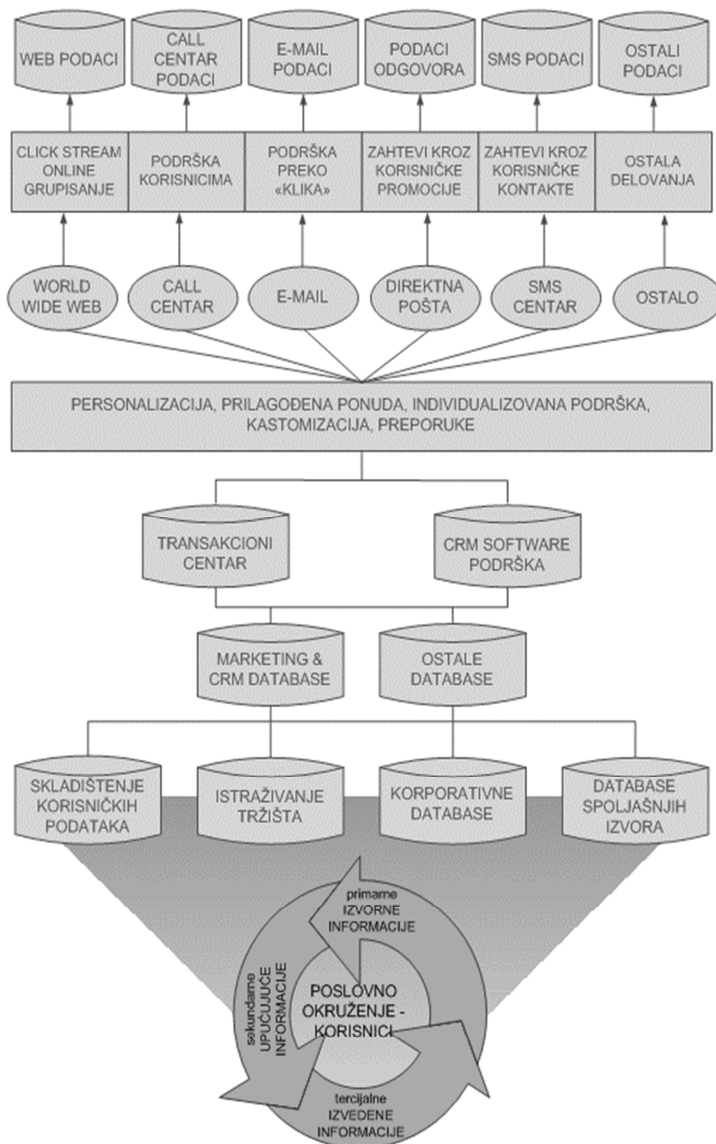 WEB PODACI
CALL
CENTAR
PODACI
E-MAIL
PODACI
PODACI
ODGOVORA
SMS PODACI
OSTALI
PODACI
CLICK STREAM
ONLINE
GRUPISANJE
PODRŠKA
KORISNICIMA
PODRŠKA
PREKO
«KLIKA»
ZAHTEVI KROZ
KORISNIČKE
PROMOCIJE
ZAHTEVI KROZ
KORISNIČKE
KONTAKTE
OSTALA
DELOVANJA
WORLD
WIDE WEB
CALL
CENTAR
E-MAIL
DIREKTNA
POŠTA
SMS
CENTAR
OSTALO
PERSONALIZACIJA, PRILAGOĐENA PONUDA, INDIVIDUALIZOVANA PODRŠKA,
KASTOMIZACIJA, PREPORUKE
TRANSAKCIONI
CENTAR
CRM SOFTWARE
PODRŠKA
MARKETING &
CRM DATABASE
OSTALE
DATABASE
SKLADIŠTENJE
KORISNIČKIH
PODATAKA
ISTRAŽIVANJE
TRŽIŠTA
KORPORATIVNE
DATABASE
DATABASE
SPOLJAŠNJIH
IZVORA
primarne
IZVORNE
INFORMACIJE
sekundarne
UPUĆUJUĆE
INFORMACIJE
POSLOVNO
OKRUŽENJE -
KORISNICI
tercijalne
IZVEDENE
INFORMACIJE